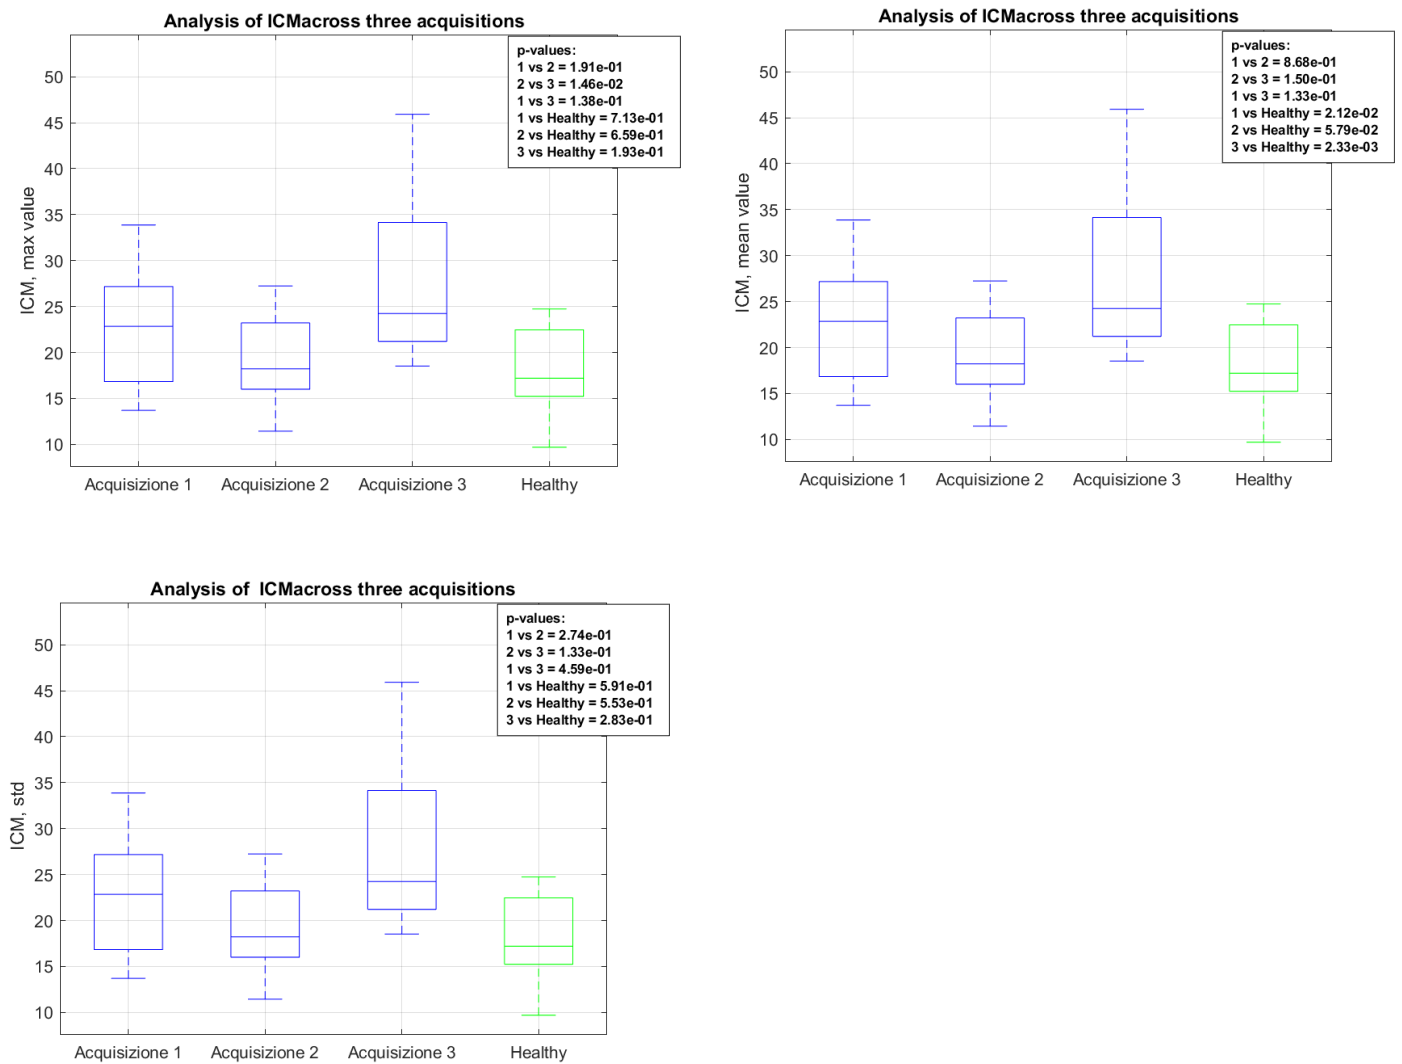 Analysis of ICMacross three acquisitions
p-values:
1 vs 2 = 1.91e-01
2 vs 3 = 1.46e-02
1 vs 3 = 1.38e-01
1 vs Healthy = 7.13e-01
2 vs Healthy = 6.59e-01
3 vs Healthy = 1.93e-01
50
45
40
35
30
25
20
15
10
ICM, max value
Acquisizione 1
Acquisizione 2
Acquisizione 3
Healthy
Analysis of ICMacross three acquisitions
p-values:
1 vs 2 = 8.68e-01
2 vs 3 = 1.50e-01
1 vs 3 = 1.33e-01
1 vs Healthy = 2.12e-02
2 vs Healthy = 5.79e-02
3 vs Healthy = 2.33e-03
50
45
40
35
30
25
20
15
10
ICM, mean value
Acquisizione 1
Acquisizione 2
Acquisizione 3
Healthy
Analysis of  ICMacross three acquisitions
p-values:
1 vs 2 = 2.74e-01
2 vs 3 = 1.33e-01
1 vs 3 = 4.59e-01
1 vs Healthy = 5.91e-01
2 vs Healthy = 5.53e-01
3 vs Healthy = 2.83e-01
50
45
40
35
30
25
20
15
10
ICM, std
Acquisizione 1
Acquisizione 2
Acquisizione 3
Healthy